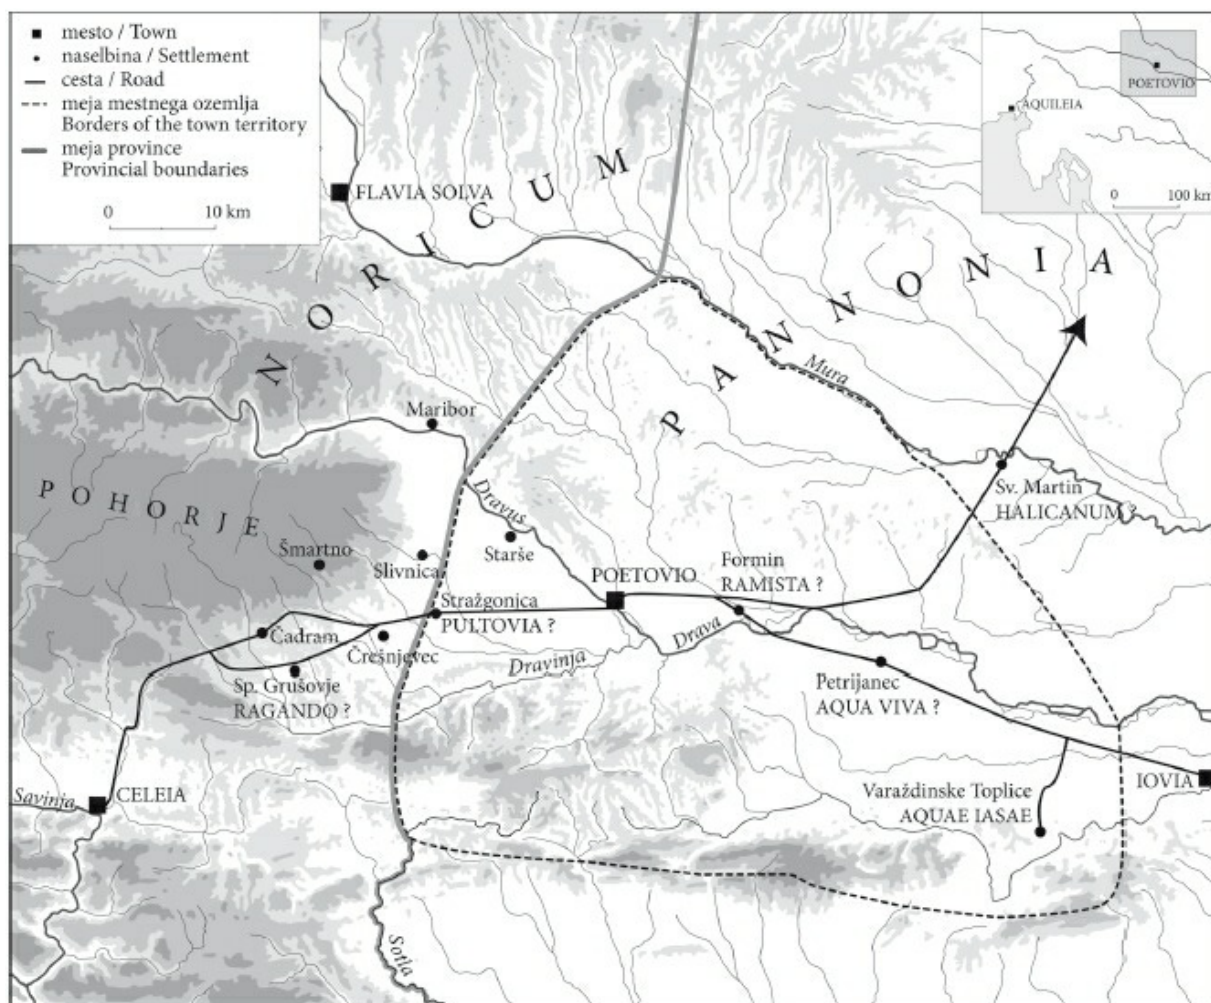 mesto / Town
naselbina / Settlement
cesta / Road
meja mestnega ozemlja
Borders of the town territory
meja province
Provincial boundaries
0 10 km
AQUILEIA
POETOVIO
0 100 km
FLAVIA SOLVA
NORICUM
PANNONIA
Mura
Maribor
POHORJE
Dravus
Sv. Martin
HALICANUM ?
Šmartno
Slivnica
Starše
POETOVIO
Formin
RAMISTA ?
Stražgonjca
PULTOVIA ?
Čadram
Črešnjevec
Dravinja
Drava
Sp. Grušovje
RAGANDO ?
Petrijanec
AQUA VIVA ?
Savinja
CELEIA
Varaždinske Toplice
AQUAE IASAE
IOVIA
Sotla